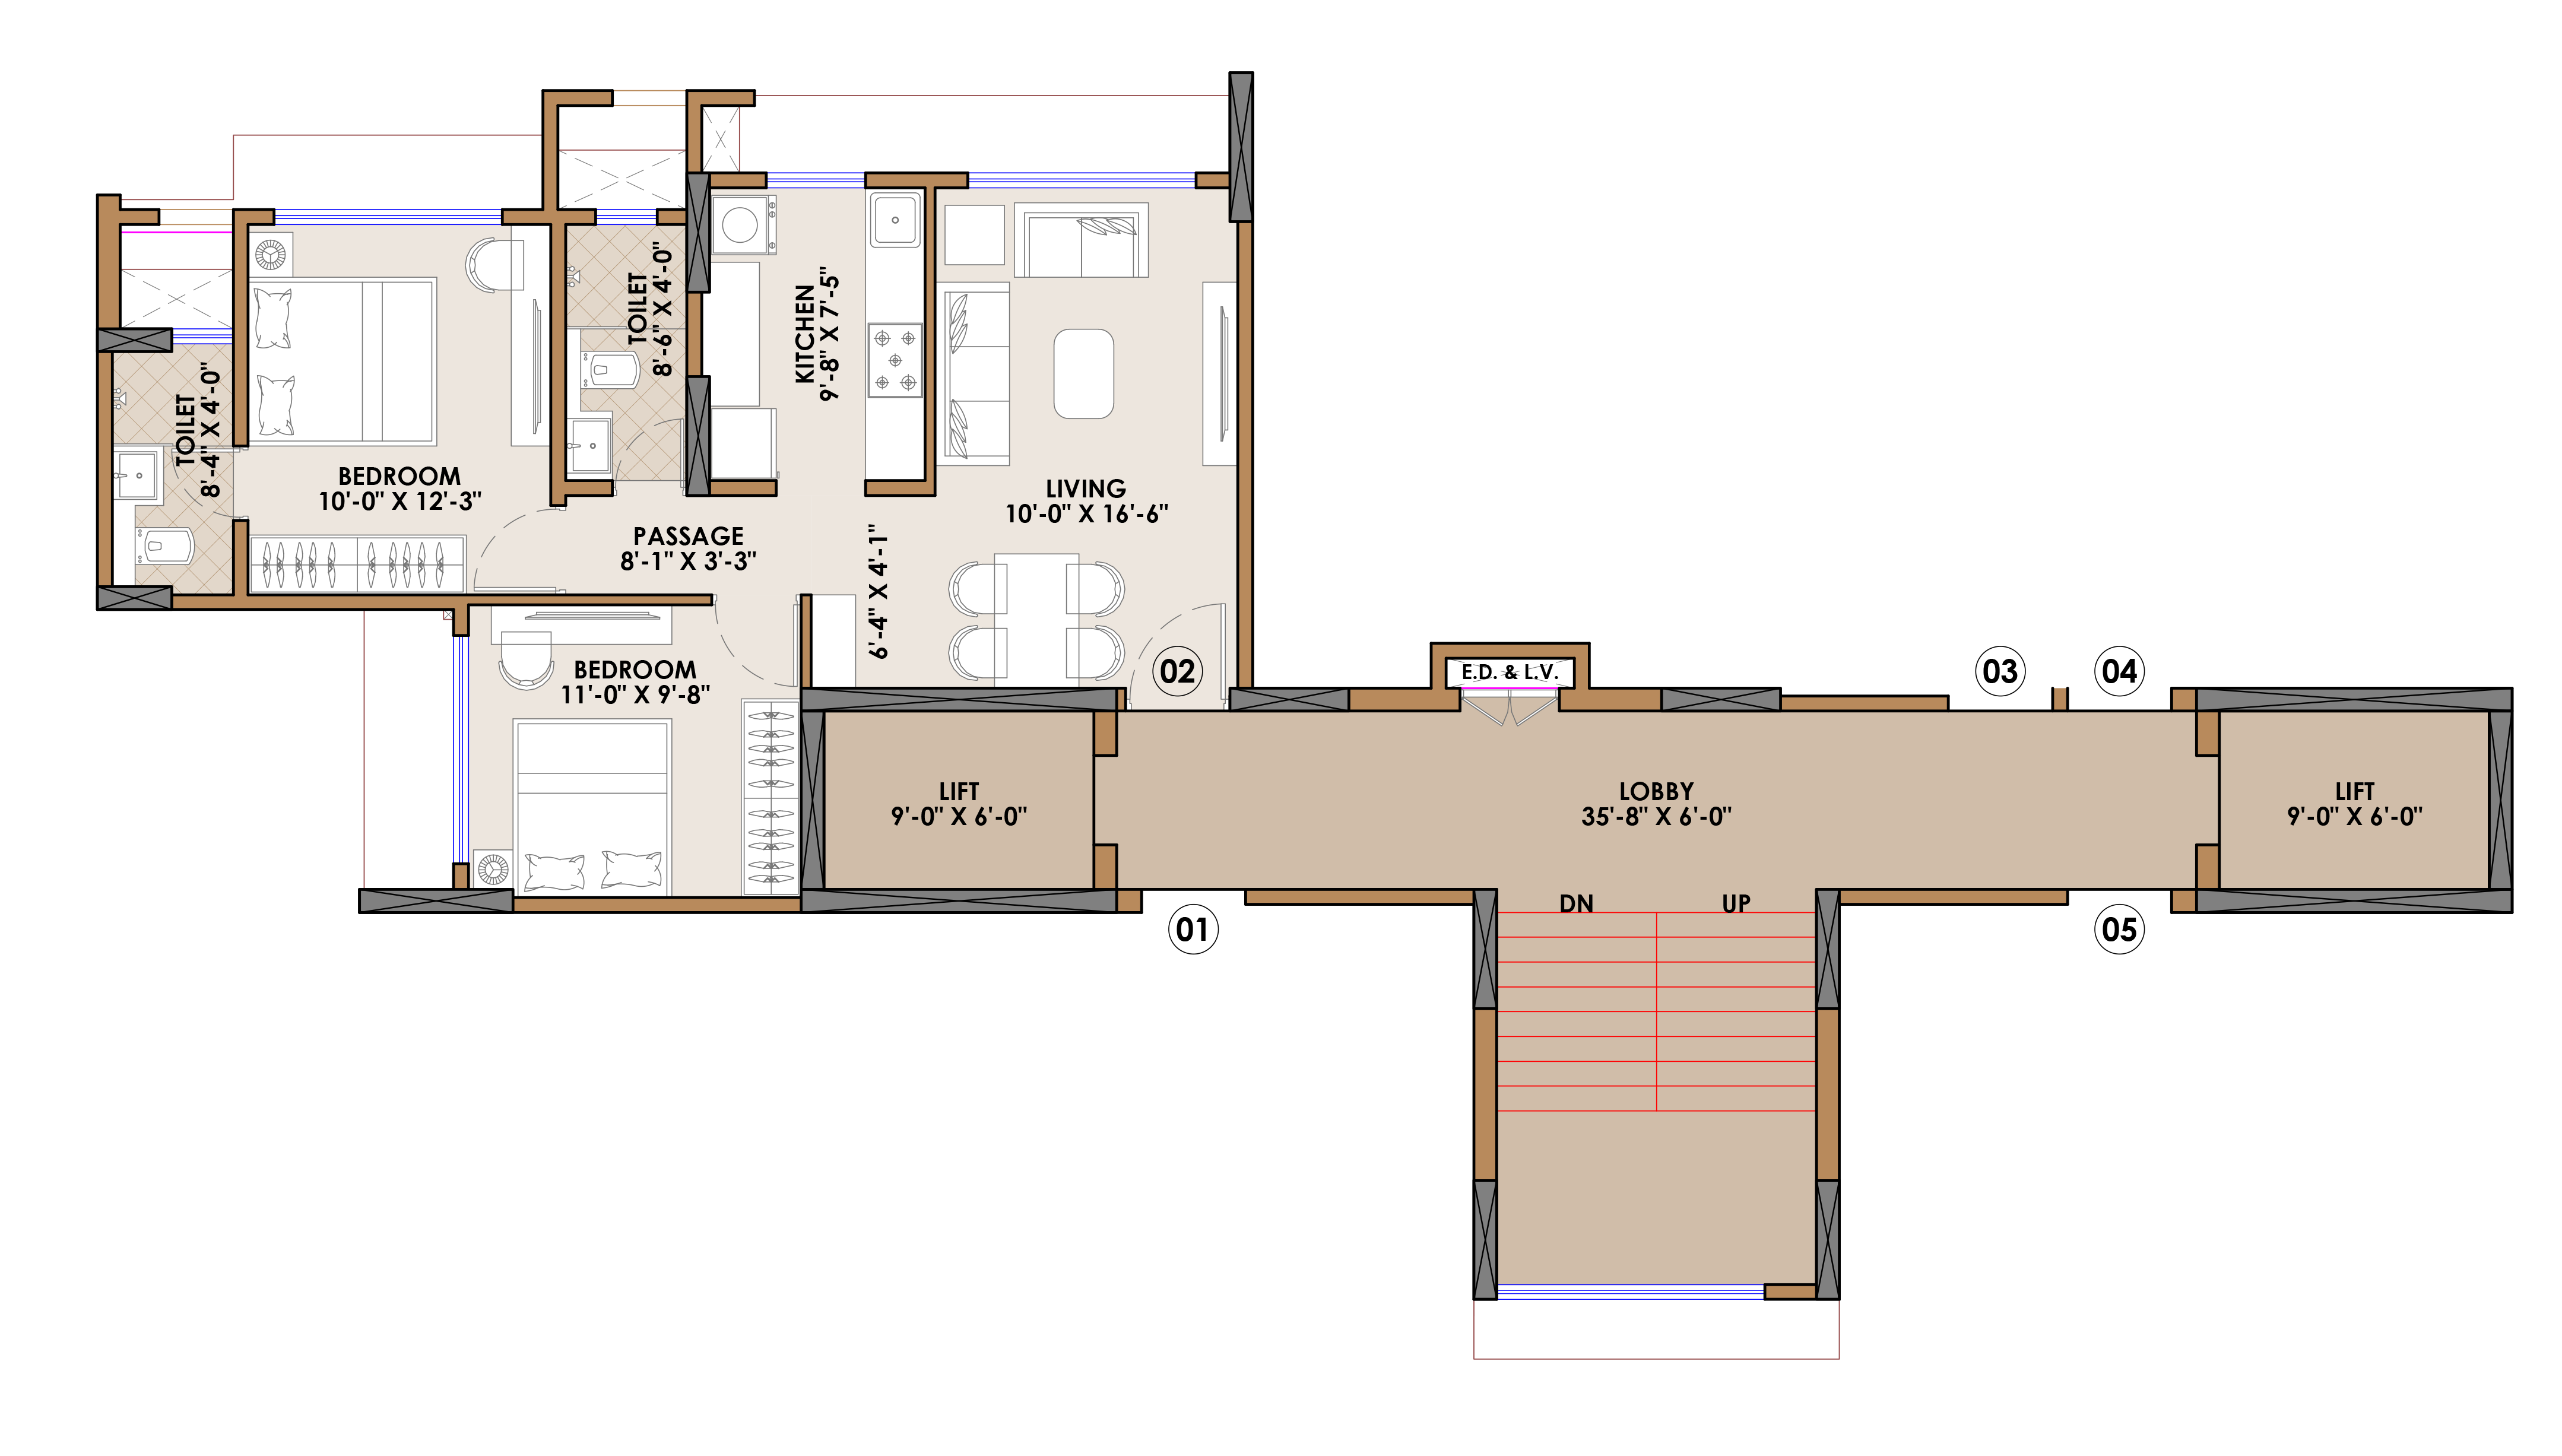 TOILET
8'-4" X 4'-0"
BEDROOM
10'-0" X 12'-3"
TOILET
8'-6" X 4'-0"
KITCHEN
9'-8" X 7'-5"
LIVING
10'-0" X 16'-6"
PASSAGE
8'-1" X 3'-3"
6'-4" X 4'-1"
BEDROOM
11'-0" X 9'-8"
02
E.D. & L.V.
03
04
LIFT
9'-0" X 6'-0"
LOBBY
35'-8" X 6'-0"
LIFT
9'-0" X 6'-0"
DN
UP
01
05